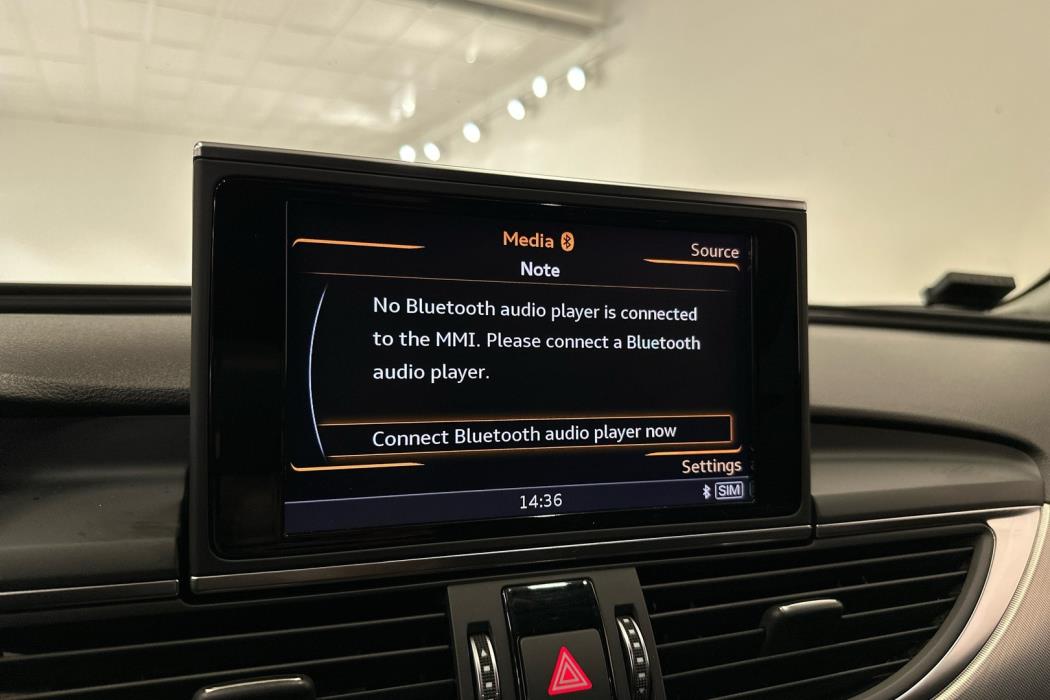 Media
Source
Note
No Bluetooth audio player is connected
to the MMI. Please connect a Bluetooth
audio player.
Connect Bluetooth audio player now
Settings
14:36
SIM